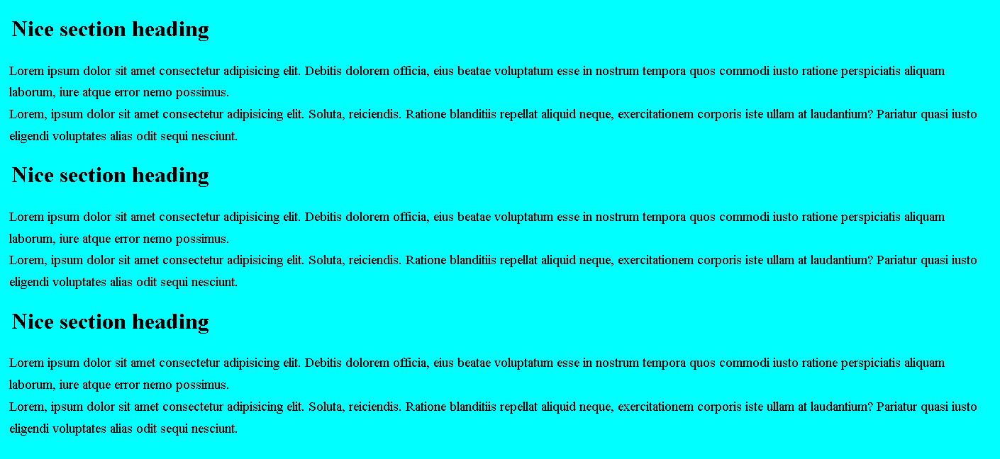 Nice section heading
Lorem ipsum dolor sit amet consectetur adipisicing elit. Debitis dolorem officia, eius beatae voluptatum esse in nostrum tempora quos commodi iusto ratione perspiciatis aliquam
laborum, iure atque error nemo possimus.
Lorem, ipsum dolor sit amet consectetur adipisicing elit. Soluta, reiciendis. Ratione blanditiis repellat aliquid neque, exercitationem corporis iste ullam at laudantium? Pariatur quasi iusto
eligendi voluptates alias odit sequi nesciunt.
Nice section heading
Lorem ipsum dolor sit amet consectetur adipisicing elit. Debitis dolorem officia, eius beatae voluptatum esse in nostrum tempora quos commodi iusto ratione perspiciatis aliquam
laborum, iure atque error nemo possimus.
Lorem, ipsum dolor sit amet consectetur adipisicing elit. Soluta, reiciendis. Ratione blanditiis repellat aliquid neque, exercitationem corporis iste ullam at laudantium? Pariatur quasi iusto
eligendi voluptates alias odit sequi nesciunt.
Nice section heading
Lorem ipsum dolor sit amet consectetur adipisicing elit. Debitis dolorem officia, eius beatae voluptatum esse in nostrum tempora quos commodi iusto ratione perspiciatis aliquam
laborum, iure atque error nemo possimus.
Lorem, ipsum dolor sit amet consectetur adipisicing elit. Soluta, reiciendis. Ratione blanditiis repellat aliquid neque, exercitationem corporis iste ullam at laudantium? Pariatur quasi iusto
eligendi voluptates alias odit sequi nesciunt.